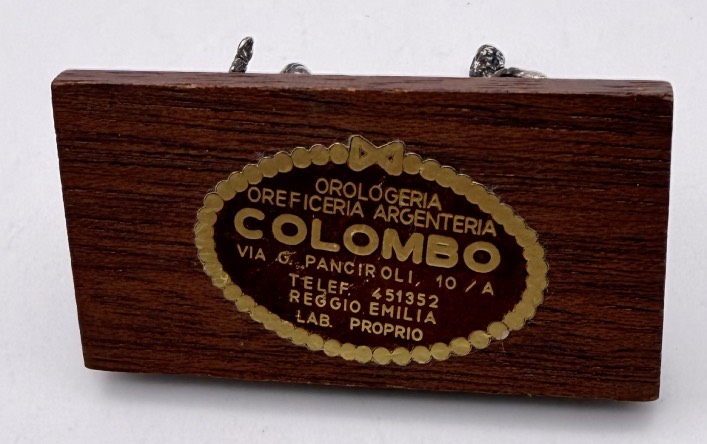 OROLOGERIA
OREFICERIA ARGENTERIA
COLOMBO
VIA G. PANCIROLI, 10/A
TELEF. 451352
REGGIO EMILIA
LAB. PROPRIO